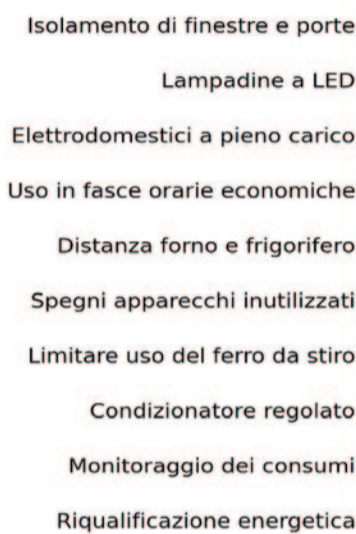 Isolamento di finestre e porte
Lampadine a LED
Elettrodomestici a pieno carico
Uso in fasce orarie economiche
Distanza forno e frigorifero
Spegni apparecchi inutilizzati
Limitare uso del ferro da stiro
Condizionatore regolato
Monitoraggio dei consumi
Riqualificazione energetica